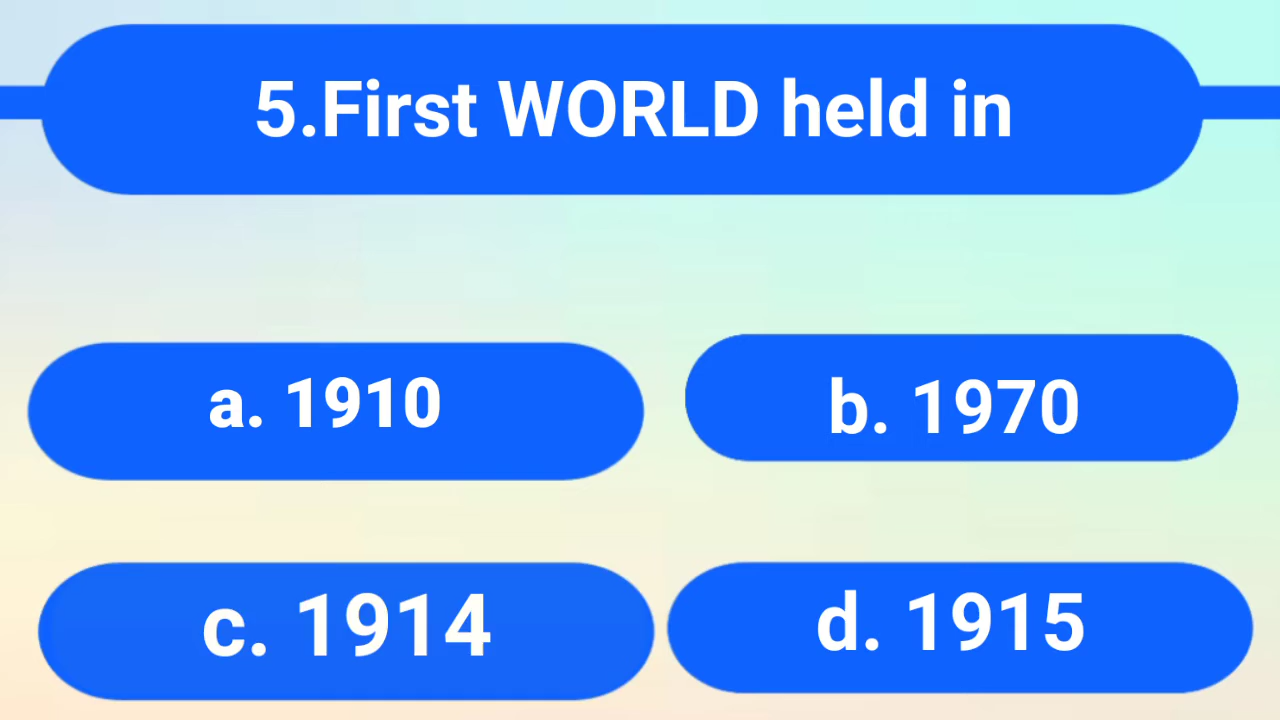 5.First WORLD held in
a. 1910
b. 1970
c. 1914
d. 1915